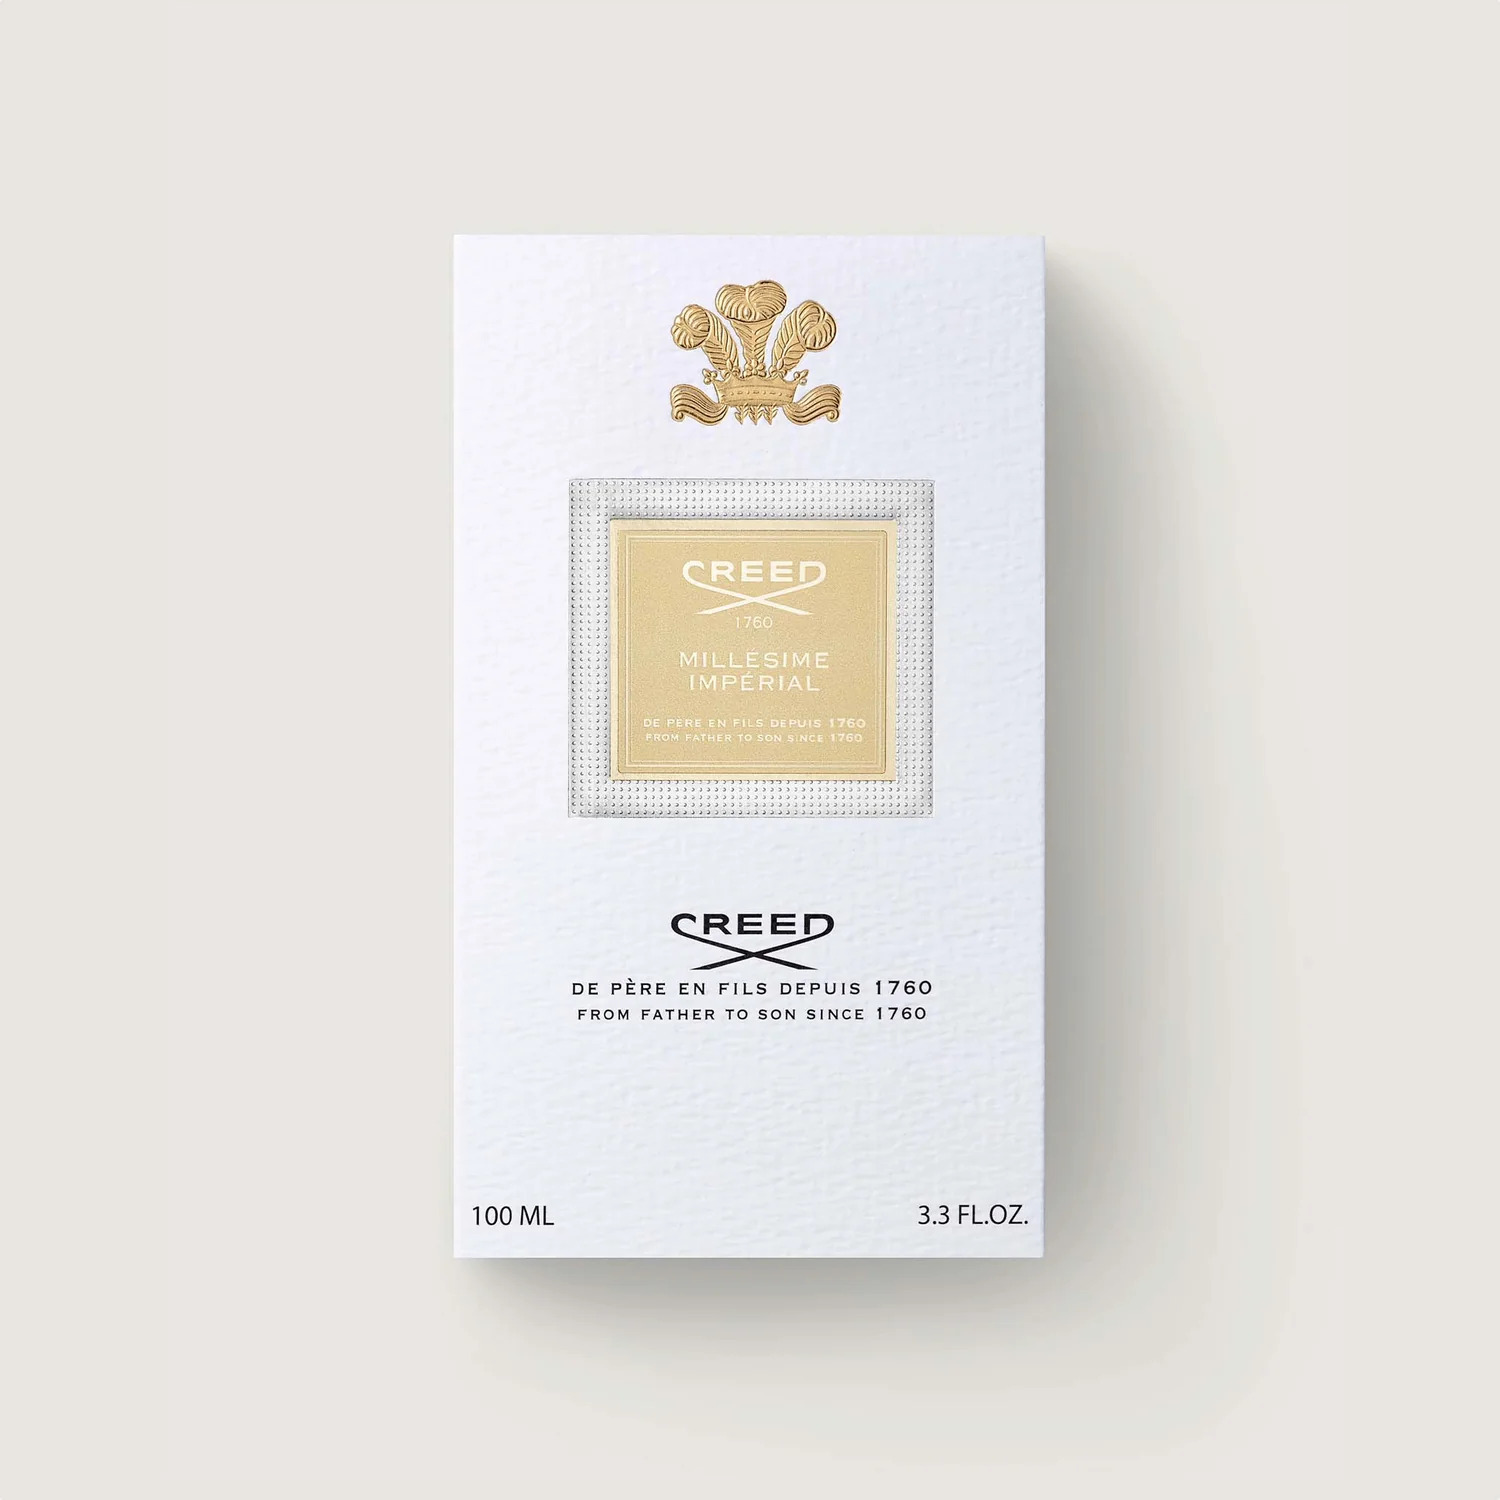 CREED
1760
MILLÉSIME
IMPÉRIAL
DE PÈRE EN FILS DEPUIS 1760
FROM FATHER TO SON SINCE 1760
CREED
DE PÈRE EN FILS DEPUIS 1760
FROM FATHER TO SON SINCE 1760
100 ML
3.3 FL.OZ.